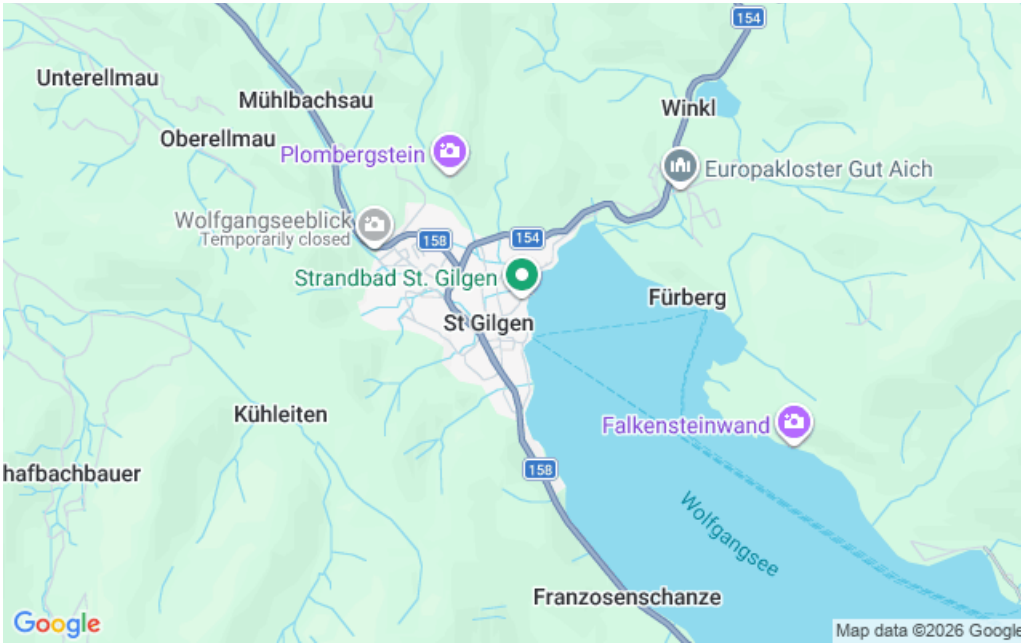 154
Unterellmau
Mühlbachsau
Winkl
Oberellmau
Plombergstein
Europakloster Gut Aich
Wolfgangseeblick
Temporarily closed
158
154
Strandbad St. Gilgen
Fürberg
St Gilgen
Kühleiten
Falkensteinwand
hafbachbauer
158
Wolfgangsee
Franzosenschanze
Google
Map data ©2026 Google